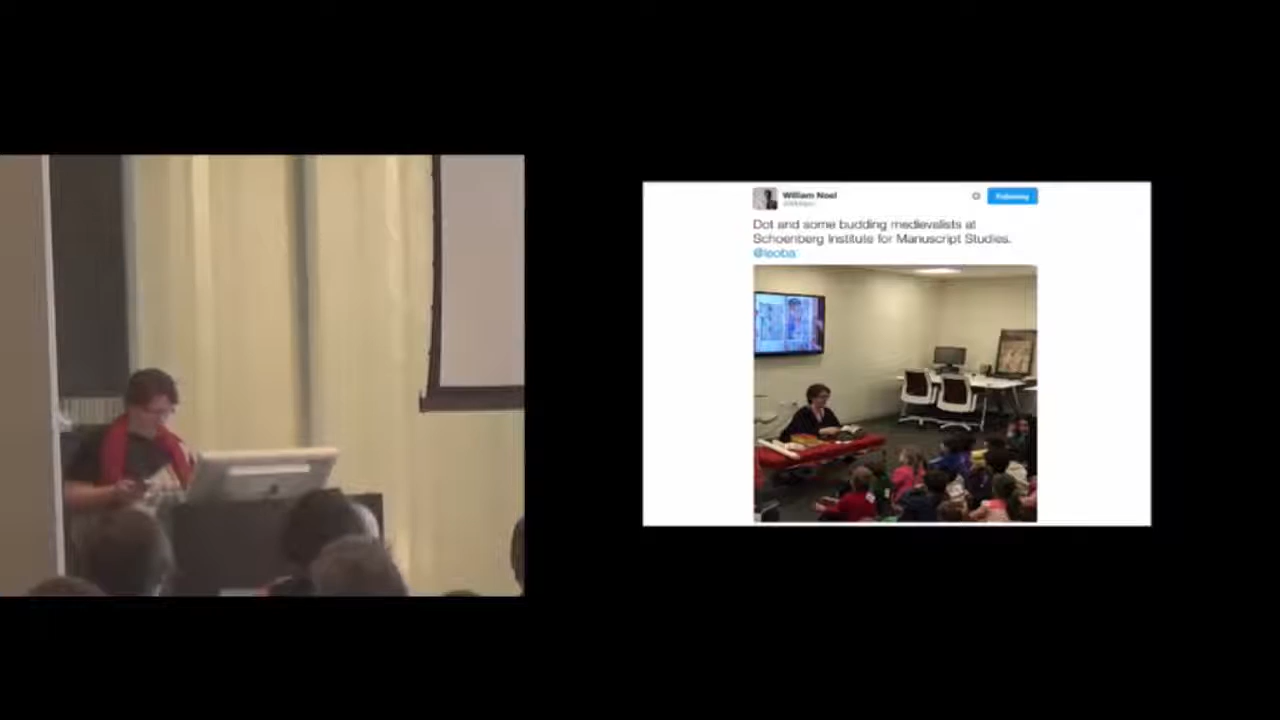 William Noel
Following
Dot and some budding medievalists at
Schoenberg Institute for Manuscript Studies.
@leoba